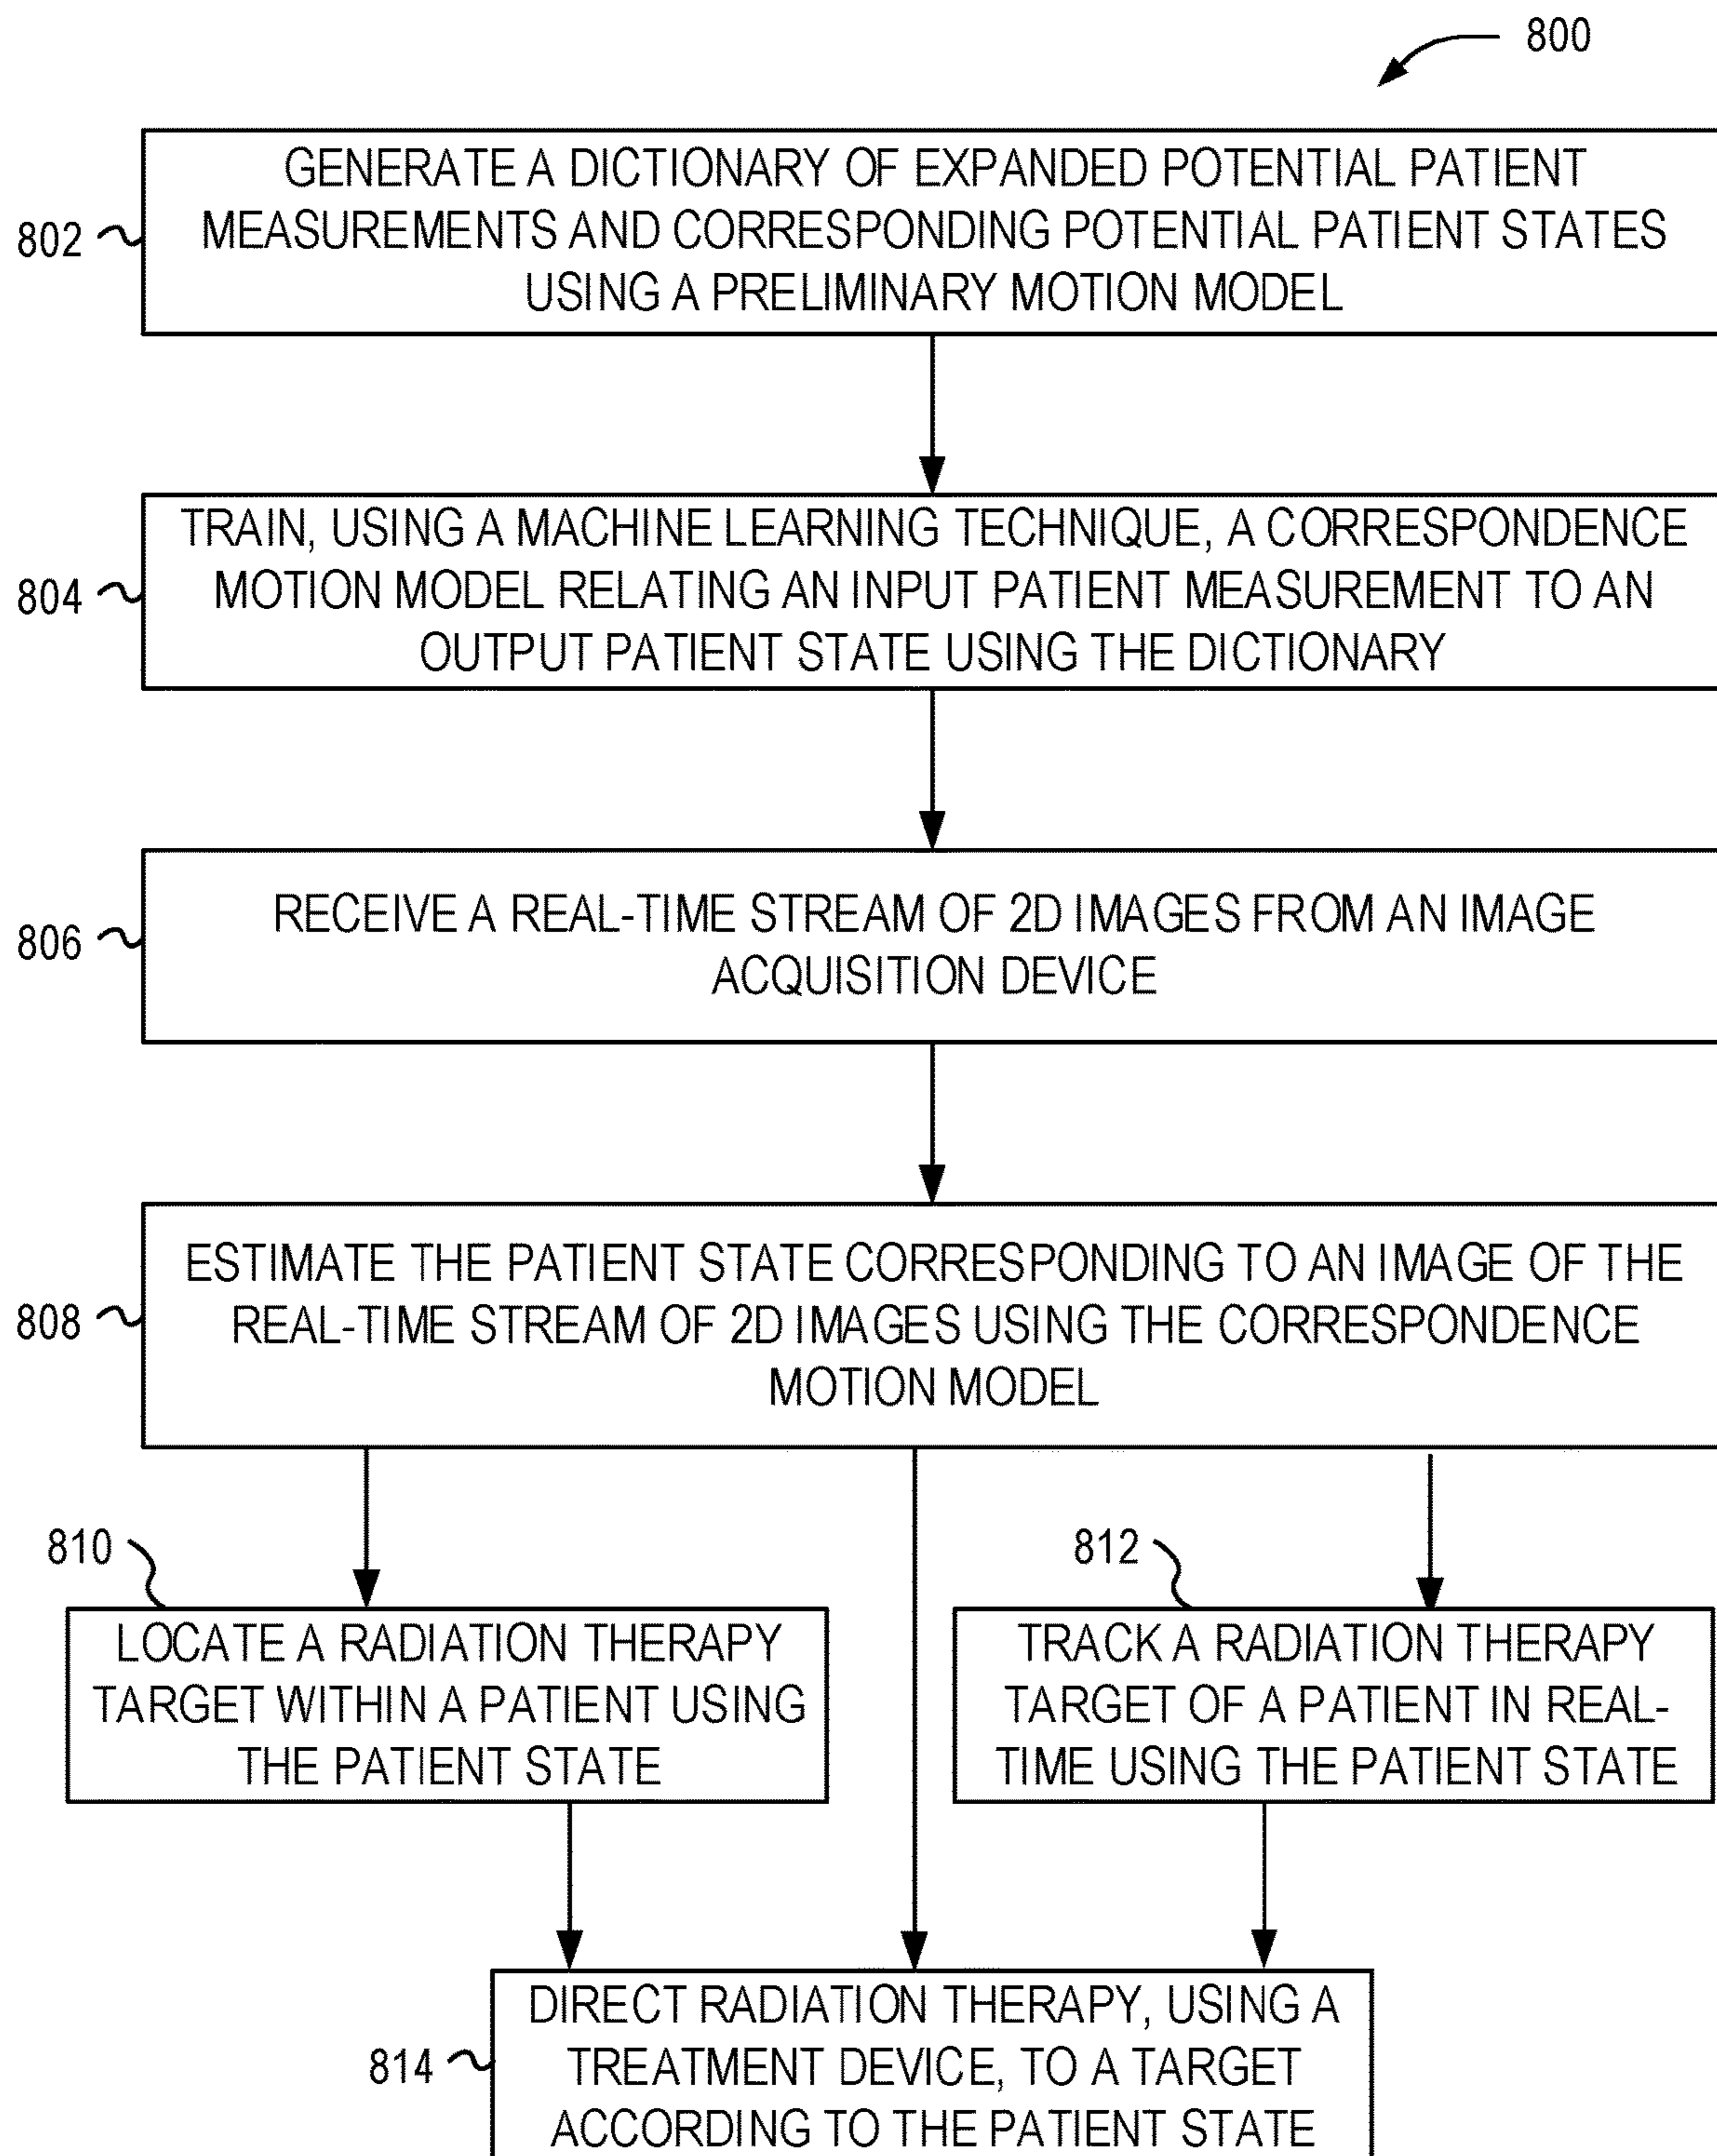 800
802
GENERATE A DICTIONARY OF EXPANDED POTENTIAL PATIENT
MEASUREMENTS AND CORRESPONDING POTENTIAL PATIENT STATES
USING A PRELIMINARY MOTION MODEL
804
TRAIN, USING A MACHINE LEARNING TECHNIQUE, A CORRESPONDENCE
MOTION MODEL RELATING AN INPUT PATIENT MEASUREMENT TO AN
OUTPUT PATIENT STATE USING THE DICTIONARY
806
RECEIVE A REAL-TIME STREAM OF 2D IMAGES FROM AN IMAGE
ACQUISITION DEVICE
808
ESTIMATE THE PATIENT STATE CORRESPONDING TO AN IMAGE OF THE
REAL-TIME STREAM OF 2D IMAGES USING THE CORRESPONDENCE
MOTION MODEL
810
LOCATE A RADIATION THERAPY
TARGET WITHIN A PATIENT USING
THE PATIENT STATE
812
TRACK A RADIATION THERAPY
TARGET OF A PATIENT IN REAL-
TIME USING THE PATIENT STATE
814
DIRECT RADIATION THERAPY, USING A
TREATMENT DEVICE, TO A TARGET
ACCORDING TO THE PATIENT STATE